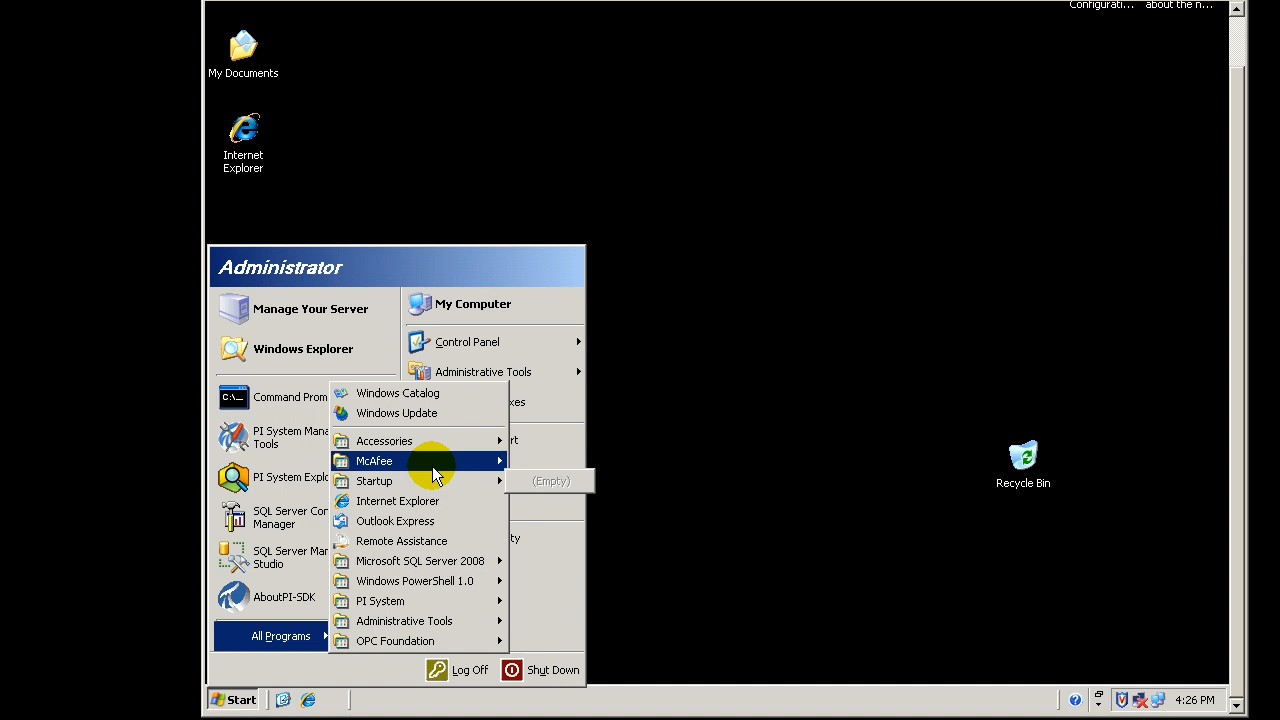 Configurati... about the n...
My Documents
Internet
Explorer
Administrator
Manage Your Server
Windows Explorer
Command Prom
PI System Mana
Tools
PI System Explo
SQL Server Con
Manager
SQL Server Man
Studio
AboutPI-SDK
All Programs
My Computer
Control Panel
Administrative Tools
xes
rt
ty
Windows Catalog
Windows Update
Accessories
McAfee
Startup
Internet Explorer
Outlook Express
Remote Assistance
Microsoft SQL Server 2008
Windows PowerShell 1.0
PI System
Administrative Tools
OPC Foundation
(Empty)
Log Off
Shut Down
Recycle Bin
Start
4:26 PM